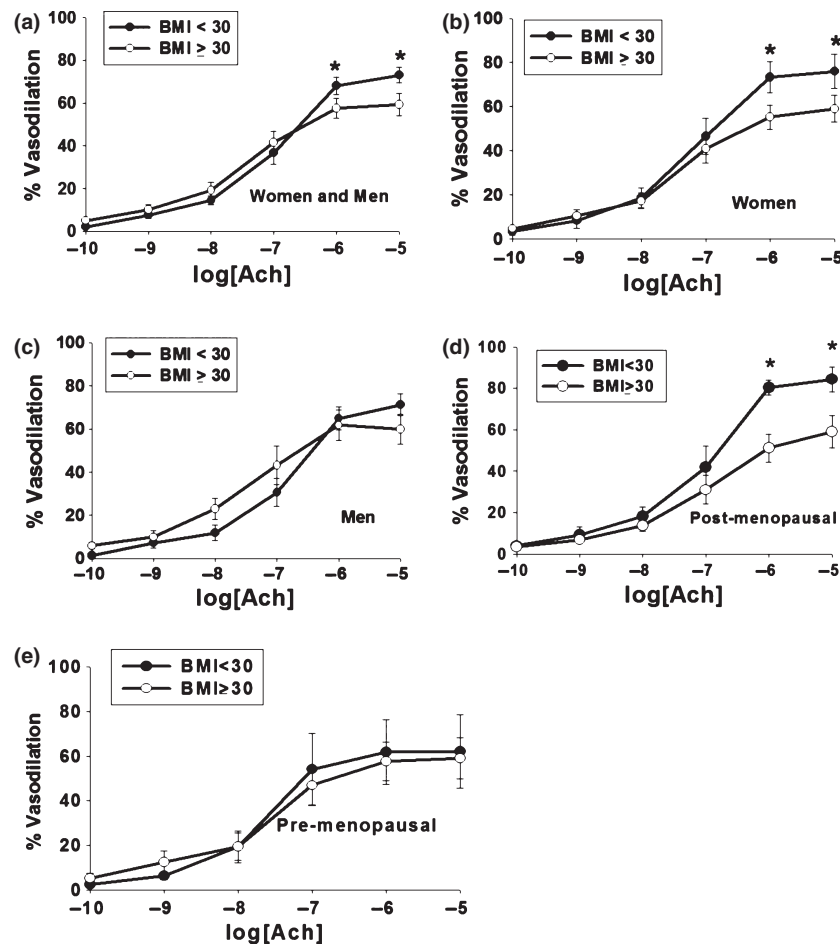 (a)
BMI < 30
BMI ≥ 30
100
80
60
40
20
0
% Vasodilation
* *
Women and Men
–10 –9 –8 –7 –6 –5
log[Ach]
(b)
BMI < 30
BMI ≥ 30
100
80
60
40
20
0
% Vasodilation
* *
Women
–10 –9 –8 –7 –6 –5
log[Ach]
(c)
BMI < 30
BMI ≥ 30
100
80
60
40
20
0
% Vasodilation
Men
–10 –9 –8 –7 –6 –5
log[Ach]
(d)
BMI<30
BMI≥30
100
80
60
40
20
0
% Vasodilation
* *
Post-menopausal
–10 –9 –8 –7 –6 –5
log[Ach]
(e)
BMI<30
BMI≥30
100
80
60
40
20
0
% Vasodilation
Pre-menopausal
–10 –9 –8 –7 –6 –5
log[Ach]